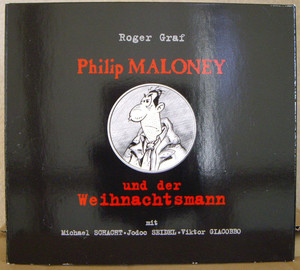 Roger Graf
Philip MALONEY
und der
Weihnachtsmann
mit
Michael SCHACHT·Jodoc SEIDEL·Viktor GIACOBBO